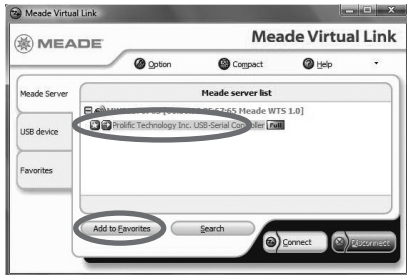 Meade Virtual Link
MEADE
Meade Virtual Link
Option
Compact
Help
Meade Server
Meade server list
Meade WTS 1.0]
Prolific Technology Inc. USB-Serial Controller Full
USB device
Favorites
Add to Favorites
Search
Connect
Disconnect